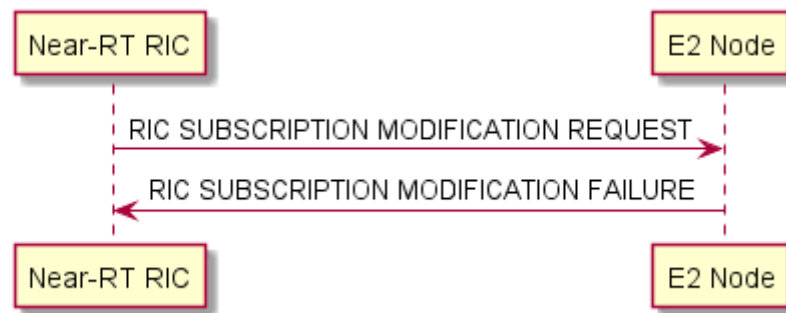 Near-RT RIC
E2 Node
RIC SUBSCRIPTION MODIFICATION REQUEST
RIC SUBSCRIPTION MODIFICATION FAILURE
Near-RT RIC
E2 Node